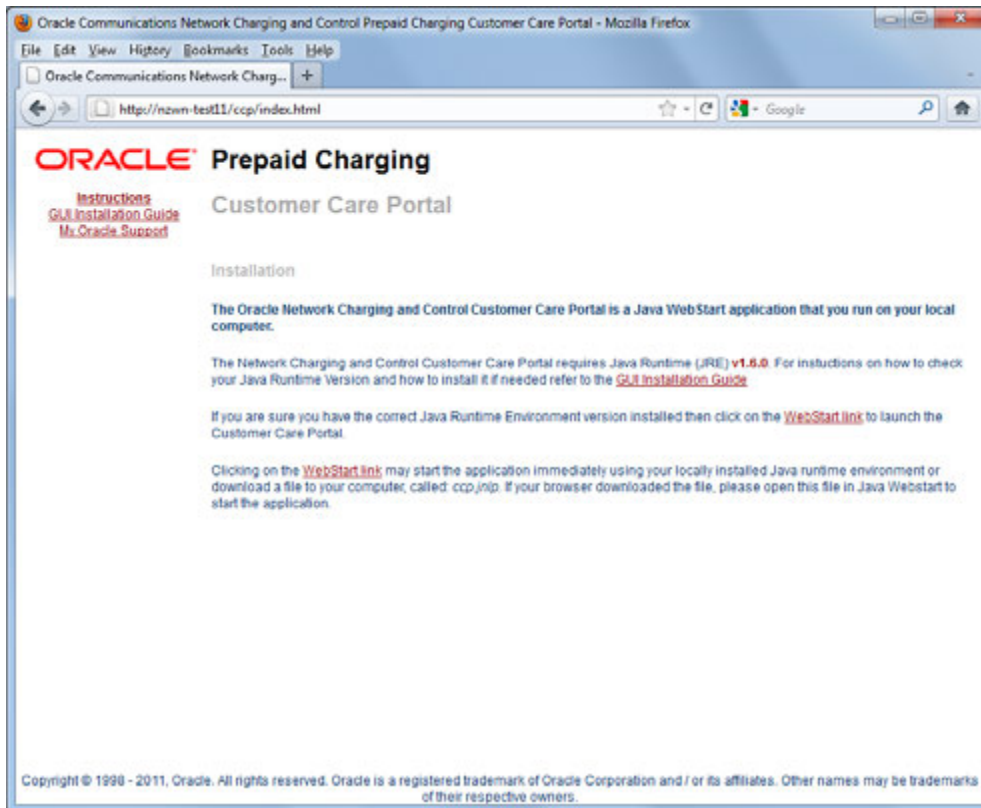 Oracle Communications Network Charging and Control Prepaid Charging Customer Care Portal - Mozilla Firefox
File Edit View History Bookmarks Tools Help
Oracle Communications Network Charg... +
http://nzwn-test11/ccp/index.html
Google
ORACLE Prepaid Charging
Instructions
GUI Installation Guide
My Oracle Support
Customer Care Portal
Installation
The Oracle Network Charging and Control Customer Care Portal is a Java WebStart application that you run on your local
computer.
The Network Charging and Control Customer Care Portal requires Java Runtime (JRE) v1.6.0. For instuctions on how to check
your Java Runtime Version and how to install it if needed refer to the GUI Installation Guide
If you are sure you have the correct Java Runtime Environment version installed then click on the WebStart link to launch the
Customer Care Portal.
Clicking on the WebStart link may start the application immediately using your locally installed Java runtime environment or
download a file to your computer, called: ccp.jnlp. If your browser downloaded the file, please open this file in Java Webstart to
start the application.
Copyright © 1998 - 2011, Oracle. All rights reserved. Oracle is a registered trademark of Oracle Corporation and / or its affiliates. Other names may be trademarks
of their respective owners.